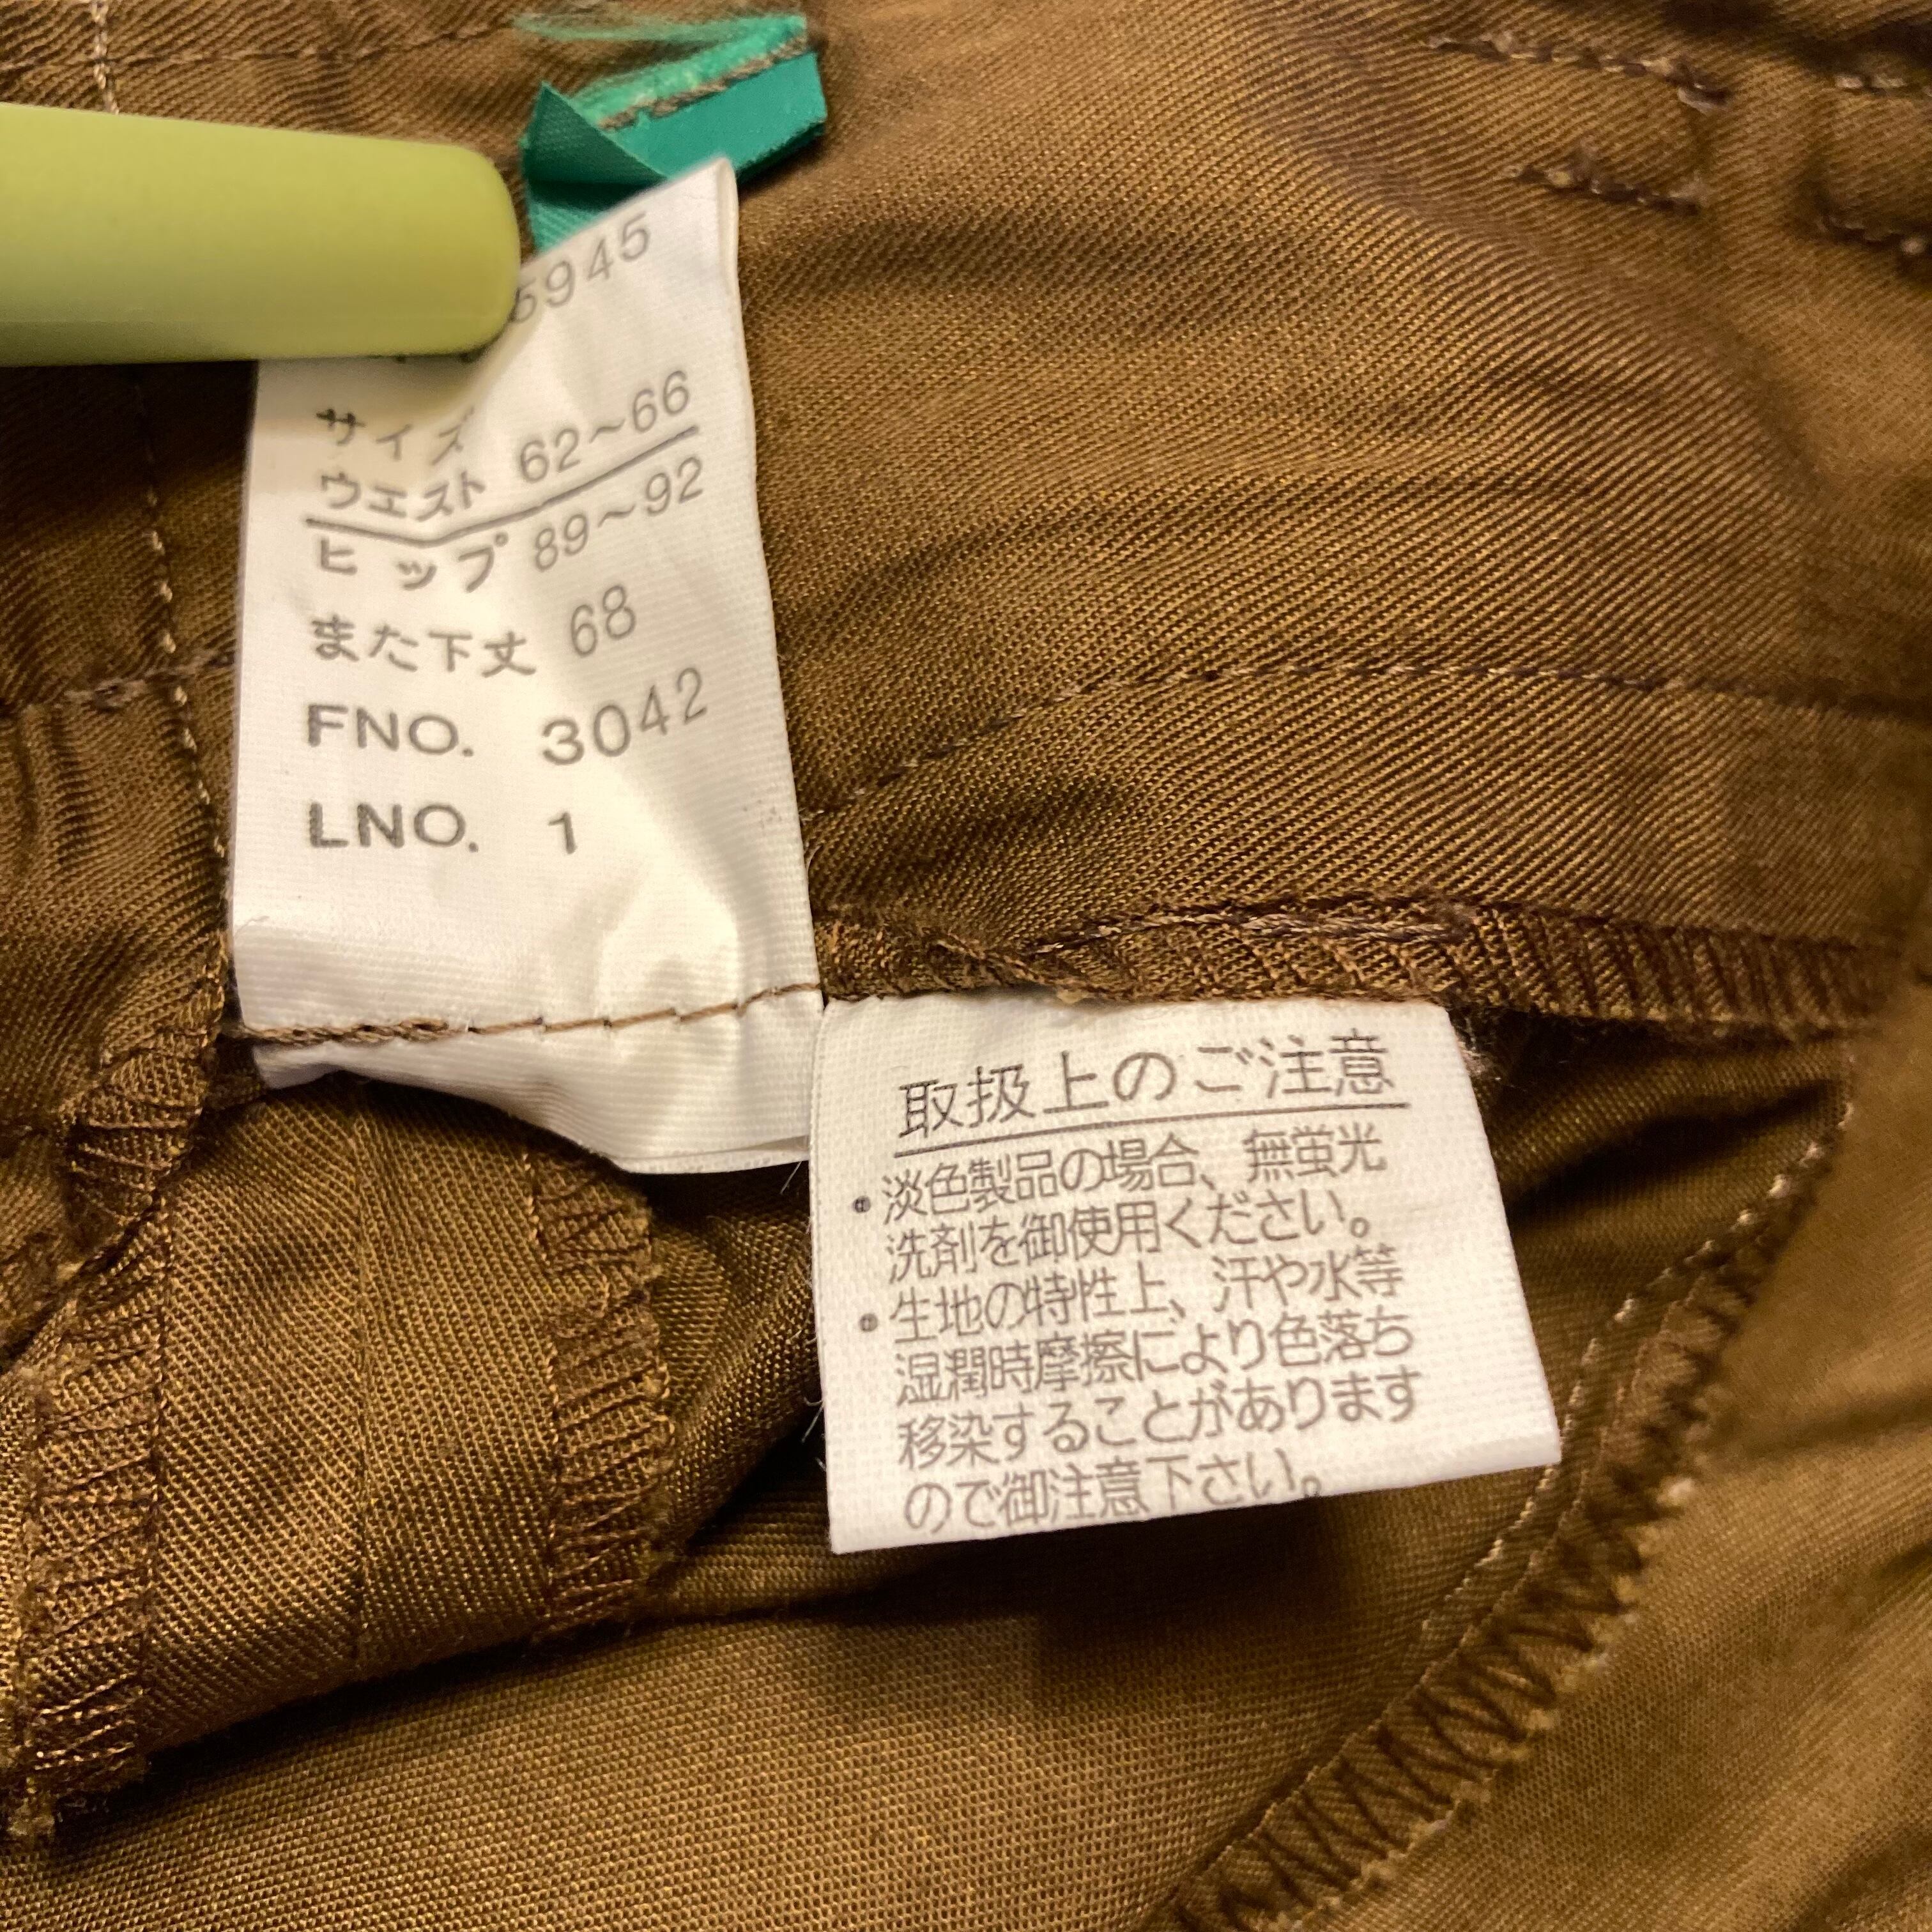 5945
サイズ
ウエスト 62~66
ヒップ 89~92
また下丈 68
FNO. 3042
LNO. 1
取扱上のご注意
・淡色製品の場合、無蛍光
洗剤を御使用ください。
・生地の特性上、汗や水等
湿潤時摩擦により色落ち
移染することがあります
ので御注意下さい。